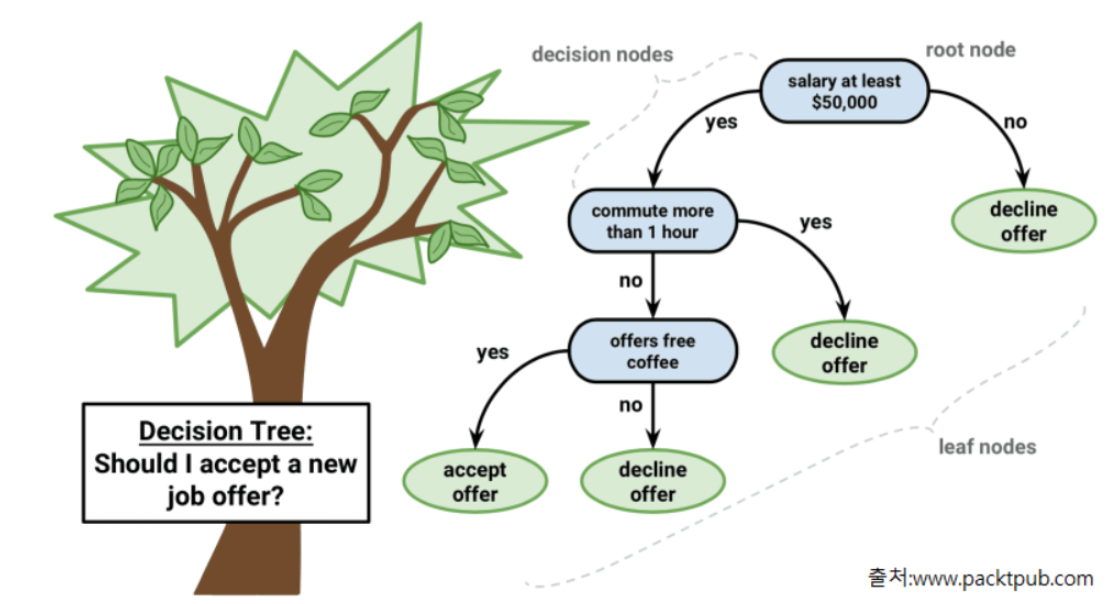 decision nodes
root node
salary at least
$50,000
yes
no
commute more
than 1 hour
yes
decline
offer
no
offers free
coffee
decline
offer
yes
no
accept
offer
decline
offer
leaf nodes
Decision Tree:
Should I accept a new
job offer?
출처:www.packtpub.com